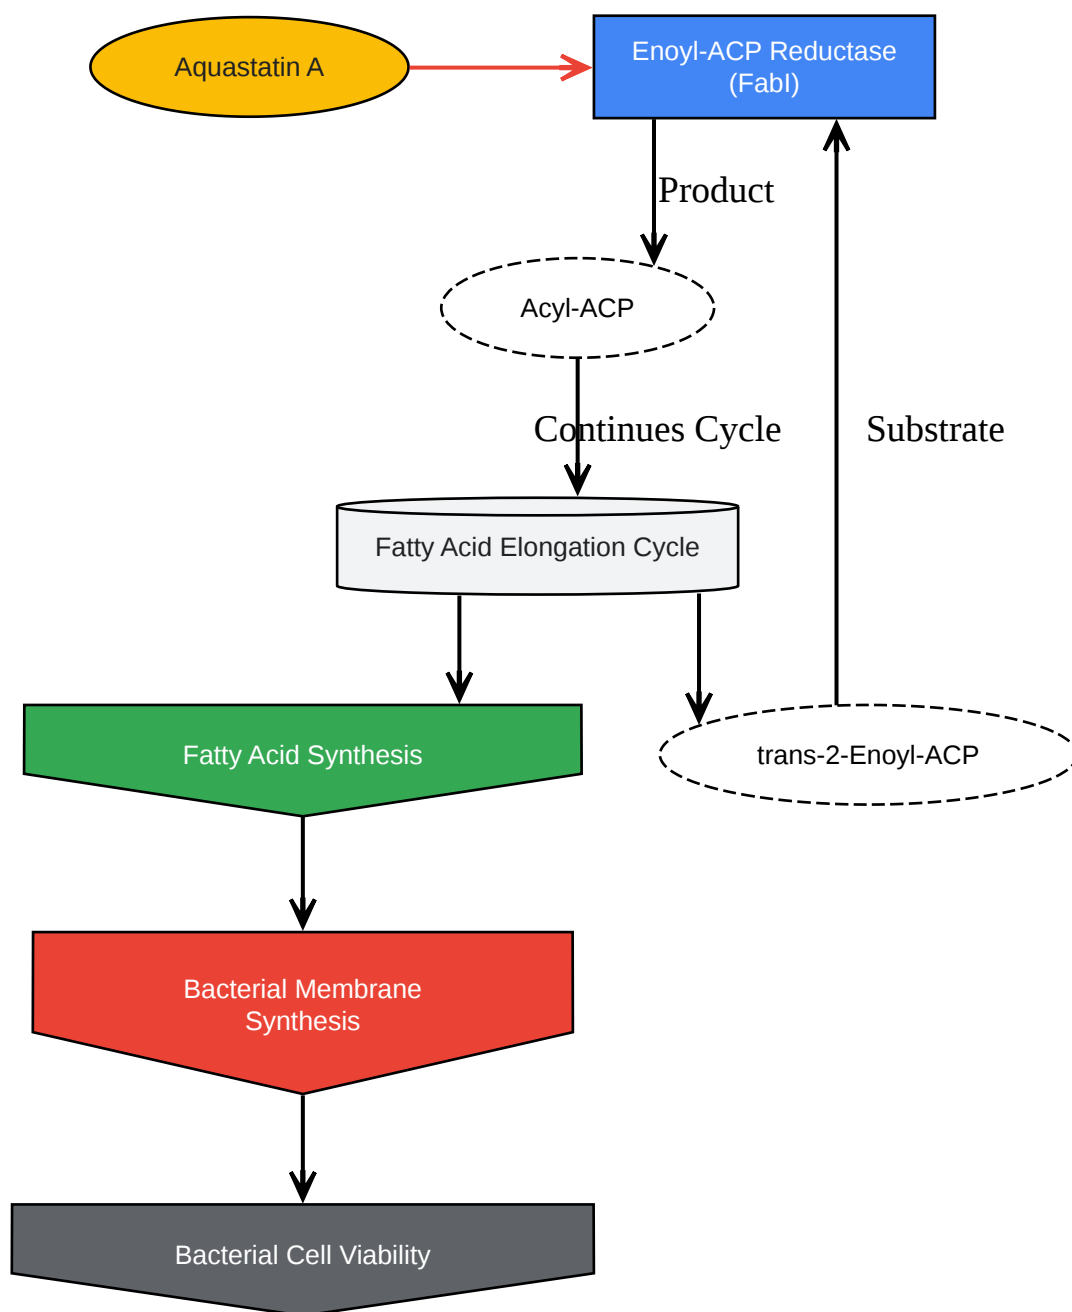 Aquastatin A
Enoyl-ACP Reductase
(FabI)
Product
Acyl-ACP
Continues Cycle
Substrate
Fatty Acid Elongation Cycle
Fatty Acid Synthesis
trans-2-Enoyl-ACP
Bacterial Membrane
Synthesis
Bacterial Cell Viability